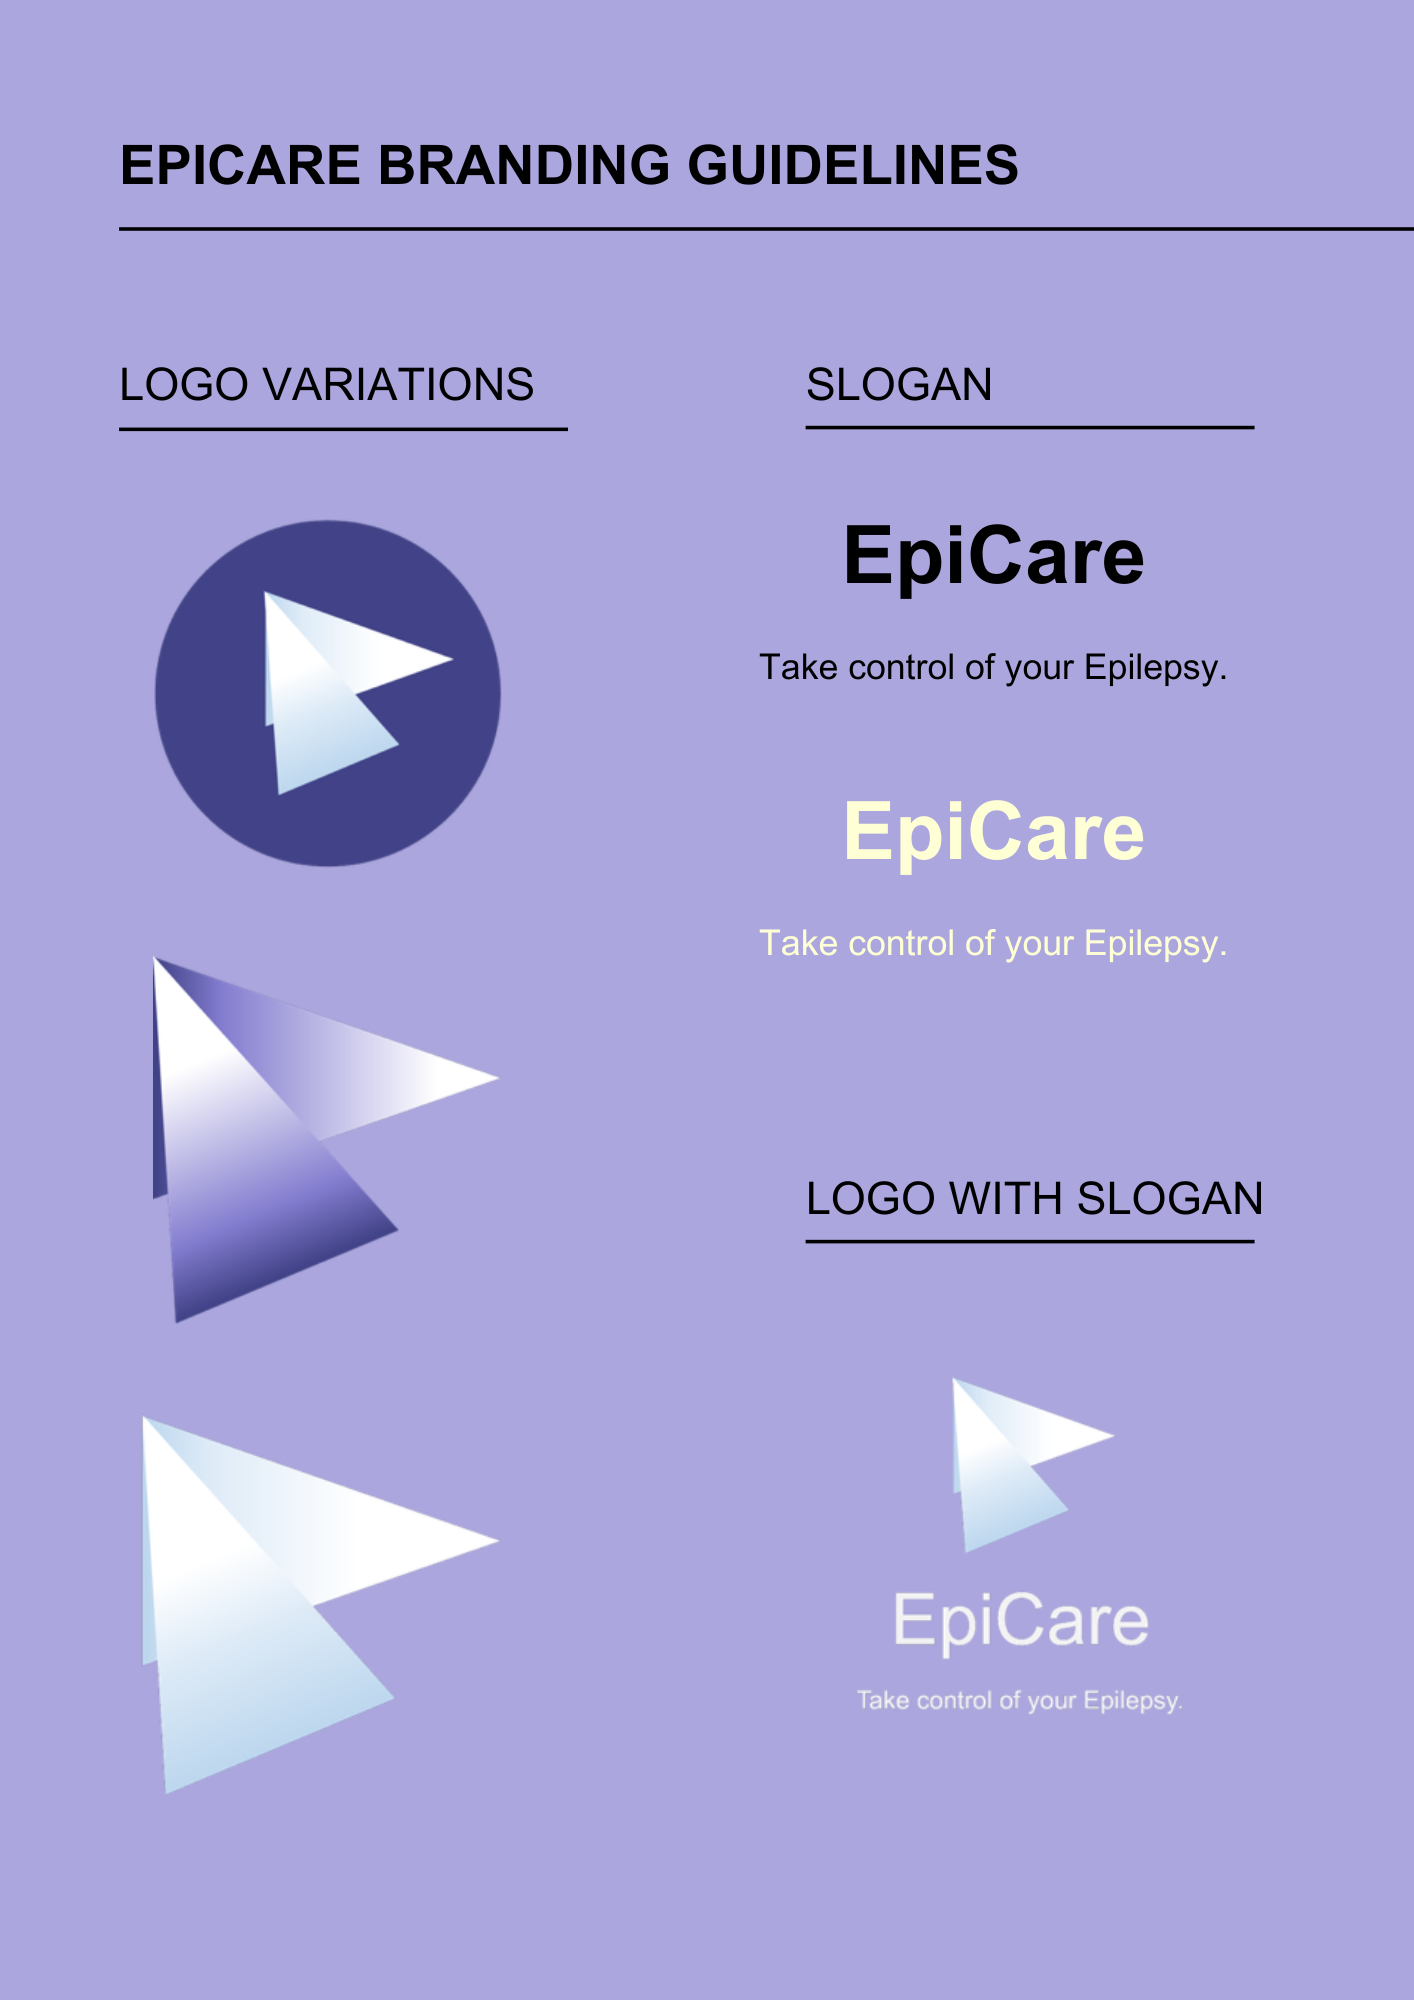 EPICARE BRANDING GUIDELINES
LOGO VARIATIONS
SLOGAN
EpiCare
Take control of your Epilepsy.
EpiCare
Take control of your Epilepsy.
LOGO WITH SLOGAN
EpiCare
Take control of your Epilepsy.